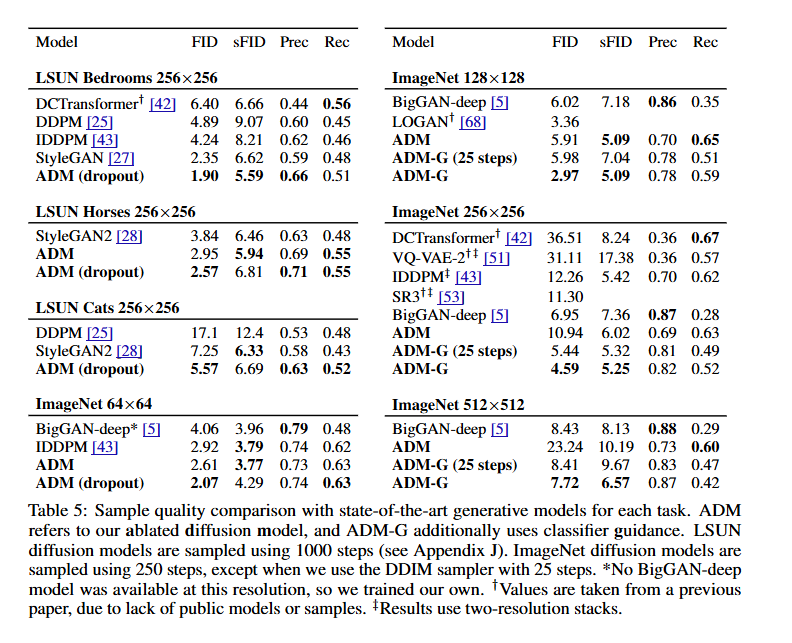 Model FID sFID Prec Rec
LSUN Bedrooms 256×256
DCTransformer† [42] 6.40 6.66 0.44 0.56
DDPM [25] 4.89 9.07 0.60 0.45
IDDPM [43] 4.24 8.21 0.62 0.46
StyleGAN [27] 2.35 6.62 0.59 0.48
ADM (dropout) 1.90 5.59 0.66 0.51
LSUN Horses 256×256
StyleGAN2 [28] 3.84 6.46 0.63 0.48
ADM 2.95 5.94 0.69 0.55
ADM (dropout) 2.57 6.81 0.71 0.55
LSUN Cats 256×256
DDPM [25] 17.1 12.4 0.53 0.48
StyleGAN2 [28] 7.25 6.33 0.58 0.43
ADM (dropout) 5.57 6.69 0.63 0.52
ImageNet 64×64
BigGAN-deep* [5] 4.06 3.96 0.79 0.48
IDDPM [43] 2.92 3.79 0.74 0.62
ADM 2.61 3.77 0.73 0.63
ADM (dropout) 2.07 4.29 0.74 0.63
Model FID sFID Prec Rec
ImageNet 128×128
BigGAN-deep [5] 6.02 7.18 0.86 0.35
LOGAN† [68] 3.36
ADM 5.91 5.09 0.70 0.65
ADM-G (25 steps) 5.98 7.04 0.78 0.51
ADM-G 2.97 5.09 0.78 0.59
ImageNet 256×256
DCTransformer† [42] 36.51 8.24 0.36 0.67
VQ-VAE-2†‡ [51] 31.11 17.38 0.36 0.57
IDDPM‡ [43] 12.26 5.42 0.70 0.62
SR3†‡ [53] 11.30
BigGAN-deep [5] 6.95 7.36 0.87 0.28
ADM 10.94 6.02 0.69 0.63
ADM-G (25 steps) 5.44 5.32 0.81 0.49
ADM-G 4.59 5.25 0.82 0.52
ImageNet 512×512
BigGAN-deep [5] 8.43 8.13 0.88 0.29
ADM 23.24 10.19 0.73 0.60
ADM-G (25 steps) 8.41 9.67 0.83 0.47
ADM-G 7.72 6.57 0.87 0.42
Table 5: Sample quality comparison with state-of-the-art generative models for each task. ADM
refers to our ablated diffusion model, and ADM-G additionally uses classifier guidance. LSUN
diffusion models are sampled using 1000 steps (see Appendix J). ImageNet diffusion models are
sampled using 250 steps, except when we use the DDIM sampler with 25 steps. *No BigGAN-deep
model was available at this resolution, so we trained our own. †Values are taken from a previous
paper, due to lack of public models or samples. ‡Results use two-resolution stacks.